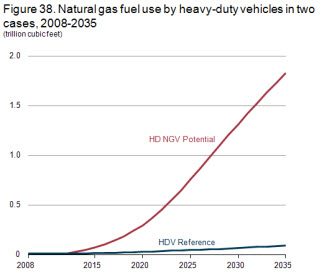 Figure 38. Natural gas fuel use by heavy-duty vehicles in two
cases, 2008-2035
(trillion cubic feet)
2.0
HD NGV Potential
1.5
1.0
0.5
HDV Reference
0
2008
2015
2020
2025
2030
2035